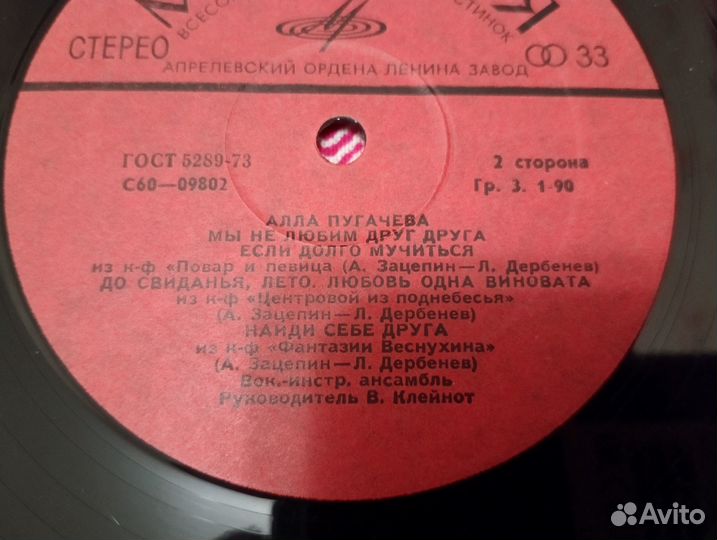 СТЕРЕО
33
АПРЕЛЕВСКИЙ ОРДЕНА ЛЕНИНА ЗАВОД
ГОСТ 5289-73
2 сторона
С60—09802
Гр. 3. 1-90
АЛЛА ПУГАЧЕВА
МЫ НЕ ЛЮБИМ ДРУГ ДРУГА
ЕСЛИ ДОЛГО МУЧИТЬСЯ
из к-ф «Повар и певица (А. Зацепин—Л. Дербенев)
ДО СВИДАНЬЯ, ЛЕТО. ЛЮБОВЬ ОДНА ВИНОВАТА
из к-ф «Центровой из поднебесья»
(А. Зацепин—Л. Дербенев)
НАЙДИ СЕБЕ ДРУГА
из к-ф «Фантазии Веснухина»
(А. Зацепин—Л. Дербенев)
Вок.-инстр. ансамбль
Руководитель В. Клейнот
Avito